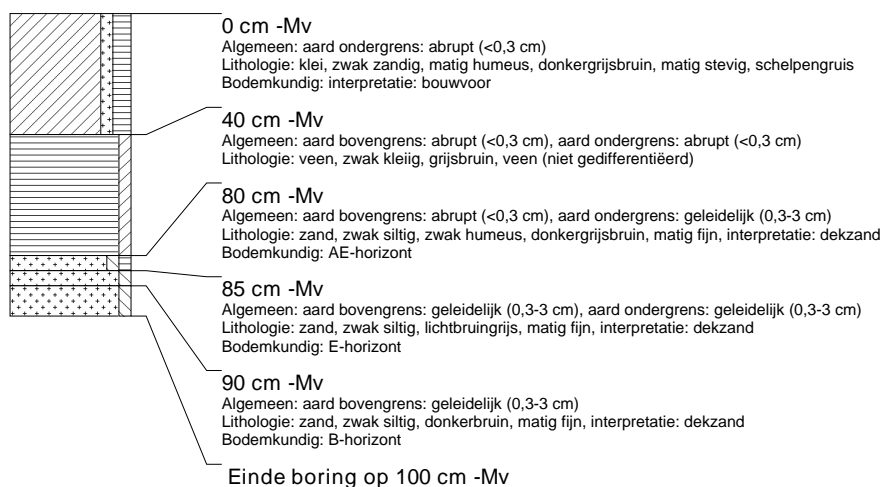 0 cm -Mv
Algemeen: aard ondergrens: abrupt (<0,3 cm)
Lithologie: klei, zwak zandig, matig humeus, donkergrijsbruin, matig stevig, schelpengruis
Bodemkundig: interpretatie: bouwvoor
40 cm -Mv
Algemeen: aard bovengrens: abrupt (<0,3 cm), aard ondergrens: abrupt (<0,3 cm)
Lithologie: veen, zwak kleiig, grijsbruin, veen (niet gedifferentiëerd)
80 cm -Mv
Algemeen: aard bovengrens: abrupt (<0,3 cm), aard ondergrens: geleidelijk (0,3-3 cm)
Lithologie: zand, zwak siltig, zwak humeus, donkergrijsbruin, matig fijn, interpretatie: dekzand
Bodemkundig: AE-horizont
85 cm -Mv
Algemeen: aard bovengrens: geleidelijk (0,3-3 cm), aard ondergrens: geleidelijk (0,3-3 cm)
Lithologie: zand, zwak siltig, lichtbruingrijs, matig fijn, interpretatie: dekzand
Bodemkundig: E-horizont
90 cm -Mv
Algemeen: aard bovengrens: geleidelijk (0,3-3 cm)
Lithologie: zand, zwak siltig, donkerbruin, matig fijn, interpretatie: dekzand
Bodemkundig: B-horizont
Einde boring op 100 cm -Mv